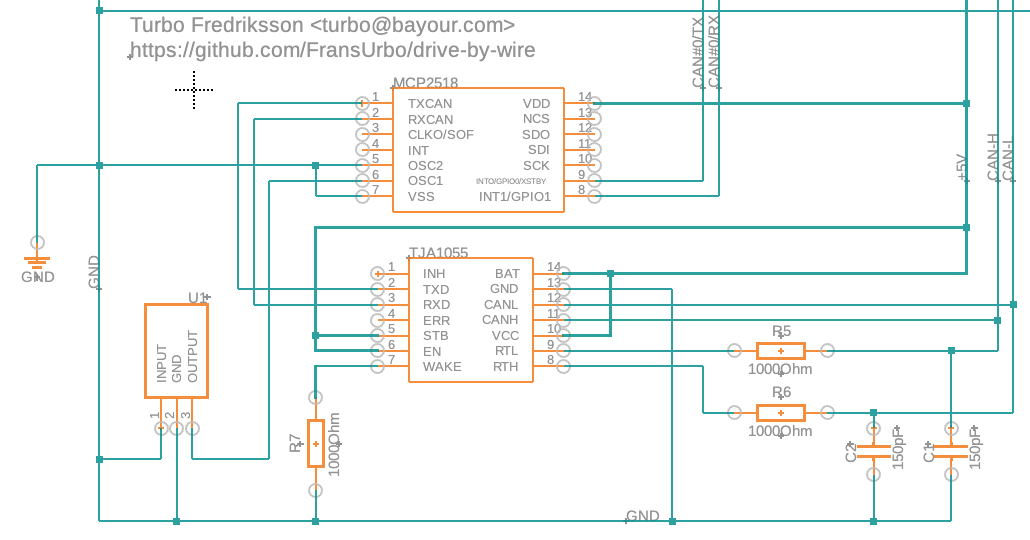 Turbo Fredriksson <turbo@bayour.com>
https://github.com/FransUrbo/drive-by-wire
CAN#0/TX
CAN#0/RX
MCP2518
1 TXCAN VDD 14
2 RXCAN NCS 13
3 CLKO/SOF SDO 12
4 INT SDI 11
5 OSC2 SCK 10
6 OSC1 INTO/GPIO0/XSTBY 9
7 VSS INT1/GPIO1 8
+5V
CAN-H
CAN-L
GND
GND
TJA1055
1 INH BAT 14
2 TXD GND 13
3 RXD CANL 12
4 ERR CANH 11
5 STB VCC 10
6 EN RTL 9
7 WAKE RTH 8
U1
INPUT
GND
OUTPUT
1
2
3
R5
1000Ohm
R6
1000Ohm
R7
1000Ohm
C2
150pF
C1
150pF
GND